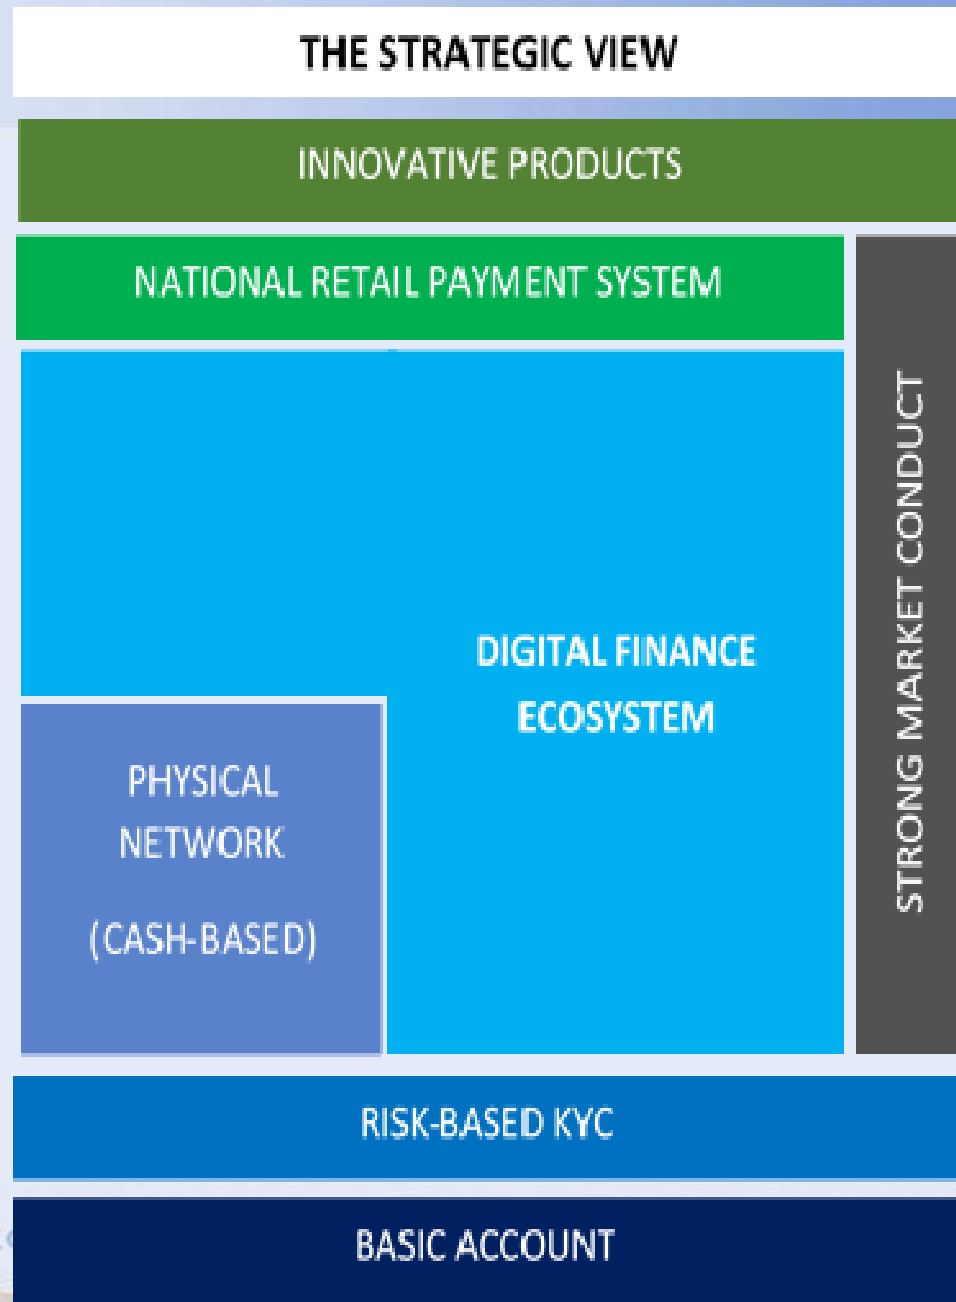 THE STRATEGIC VIEW
INNOVATIVE PRODUCTS
NATIONAL RETAIL PAYMENT SYSTEM
STRONG MARKET CONDUCT
DIGITAL FINANCE
ECOSYSTEM
PHYSICAL
NETWORK
(CASH-BASED)
RISK-BASED KYC
BASIC ACCOUNT